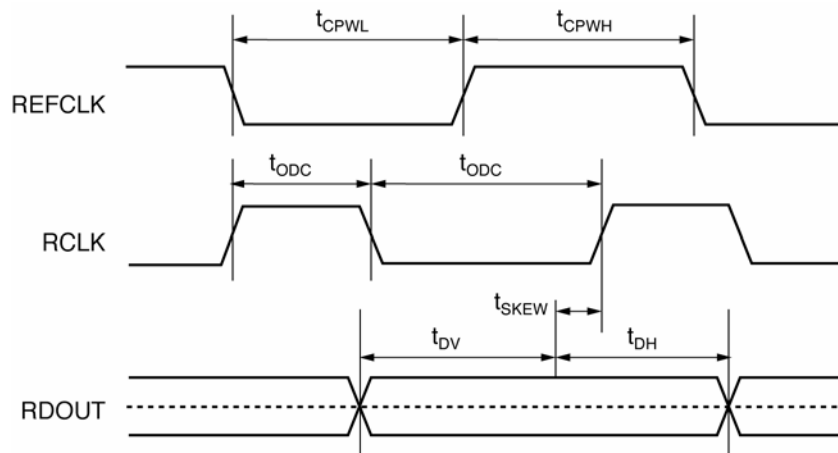 tCPWL tCPWH
REFCLK
tODC tODC
RCLK
tSKEW
tDV tDH
RDOUT